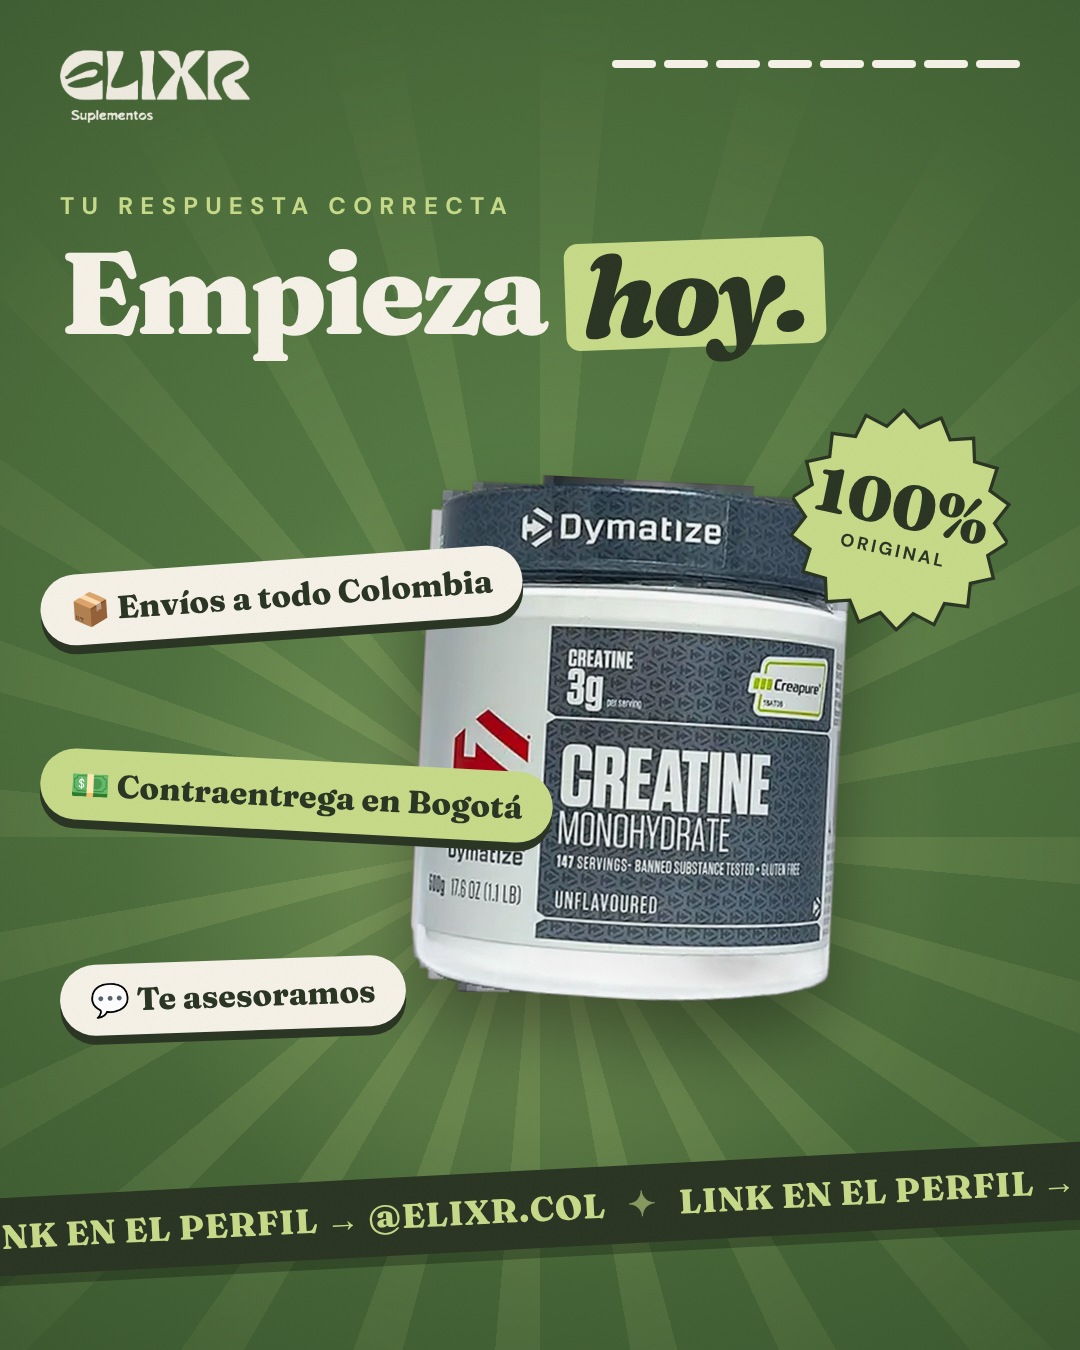 ELIXR
Suplementos
TU RESPUESTA CORRECTA
Empieza hoy.
100%
ORIGINAL
Dymatize
📦 Envíos a todo Colombia
CREATINE
3g
per serving
Creapure®
💵 Contraentrega en Bogotá
CREATINE
MONOHYDRATE
147 SERVINGS• BANNED SUBSTANCE TESTED • GLUTEN FREE
UNFLAVOURED
Dymatize
500g 17.6 OZ (1.1 LB)
💬 Te asesoramos
NK EN EL PERFIL → @ELIXR.COL ✦ LINK EN EL PERFIL →